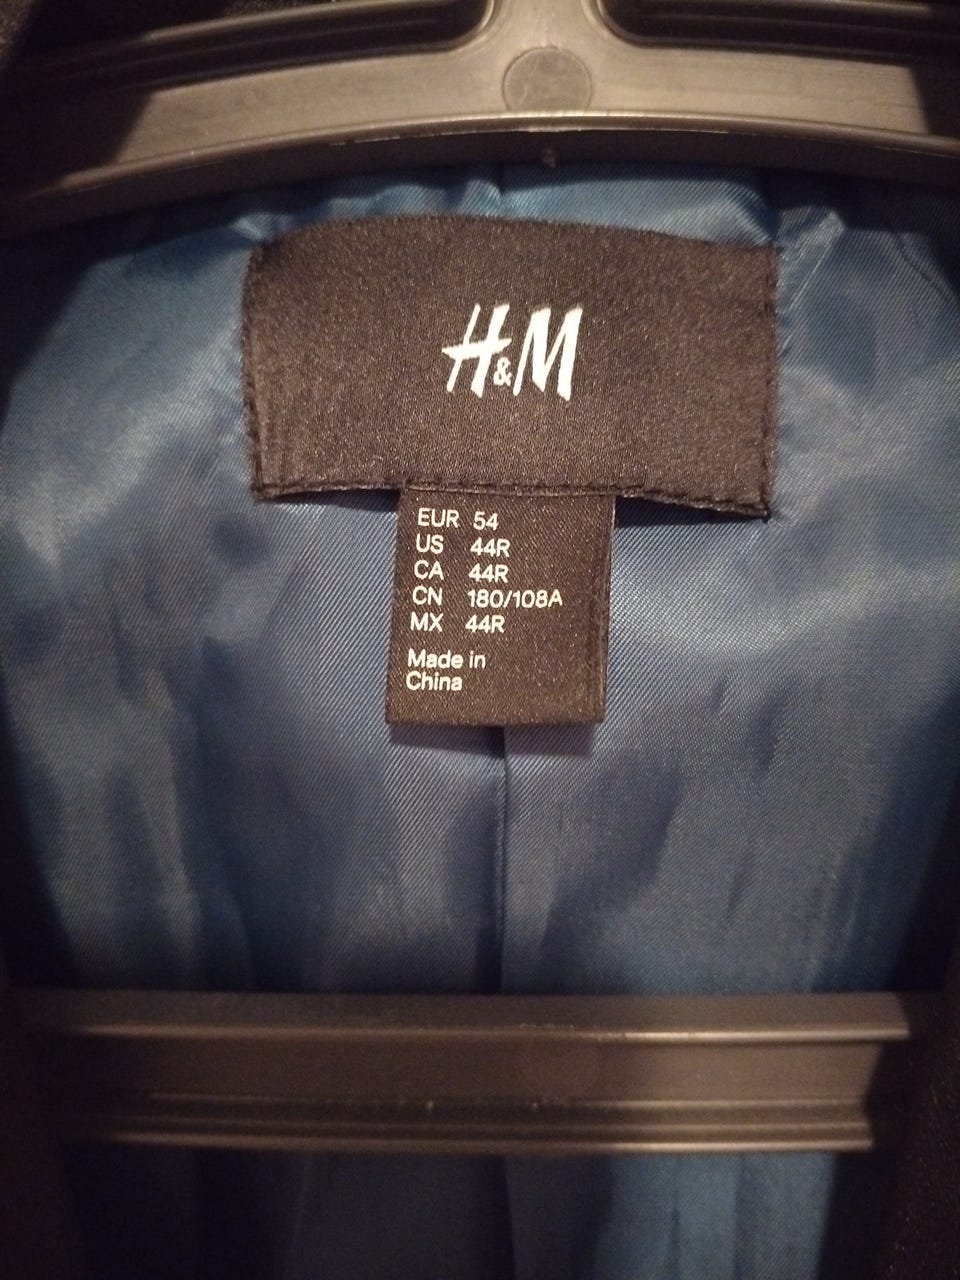 H&M
EUR 54
US 44R
CA 44R
CN 180/108A
MX 44R
Made in
China